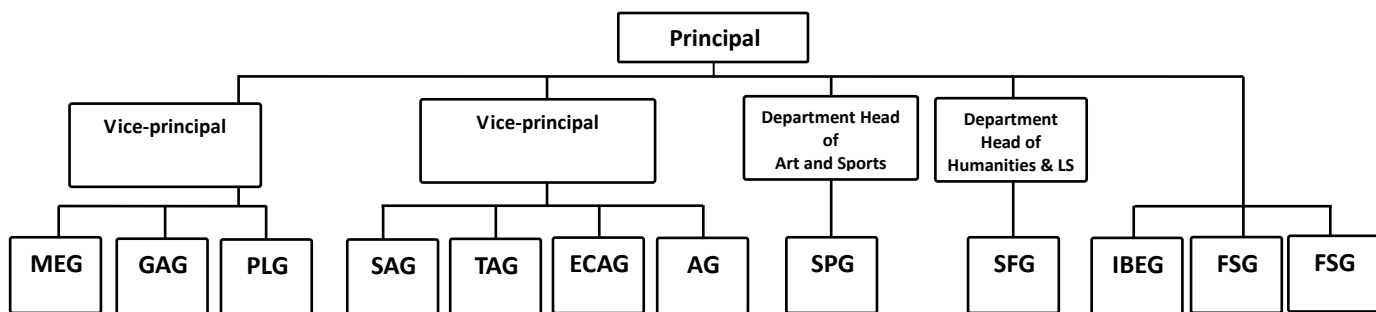 Principal
Vice-principal
Vice-principal
Department Head
of
Art and Sports
Department
Head of
Humanities & LS
MEG
GAG
PLG
SAG
TAG
ECAG
AG
SPG
SFG
IBEG
FSG
FSG